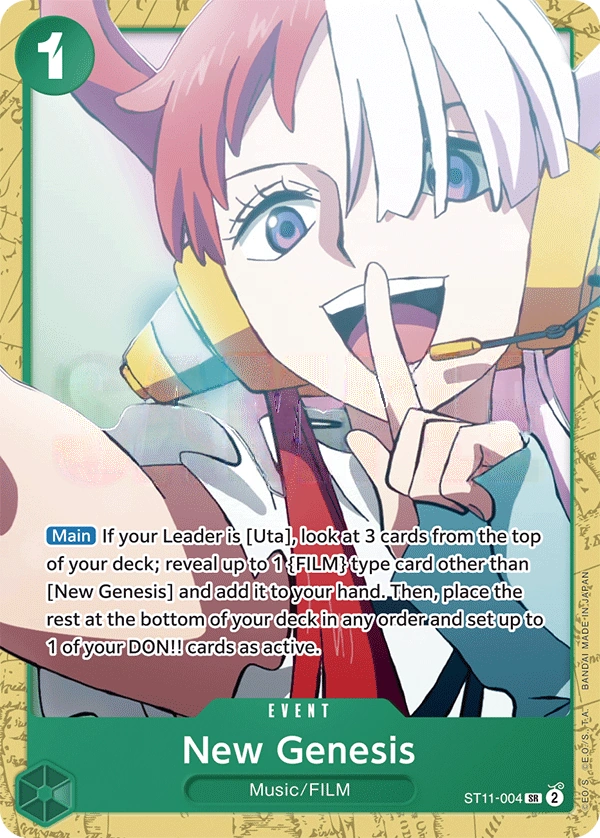 1
Main If your Leader is [Uta], look at 3 cards from the top
of your deck; reveal up to 1 {FILM} type card other than
[New Genesis] and add it to your hand. Then, place the
rest at the bottom of your deck in any order and set up to
1 of your DON!! cards as active.
EVENT
New Genesis
Music/FILM
ST11-004 SR 2
©E.O./S.,T.A. BANDAI MADE IN JAPAN